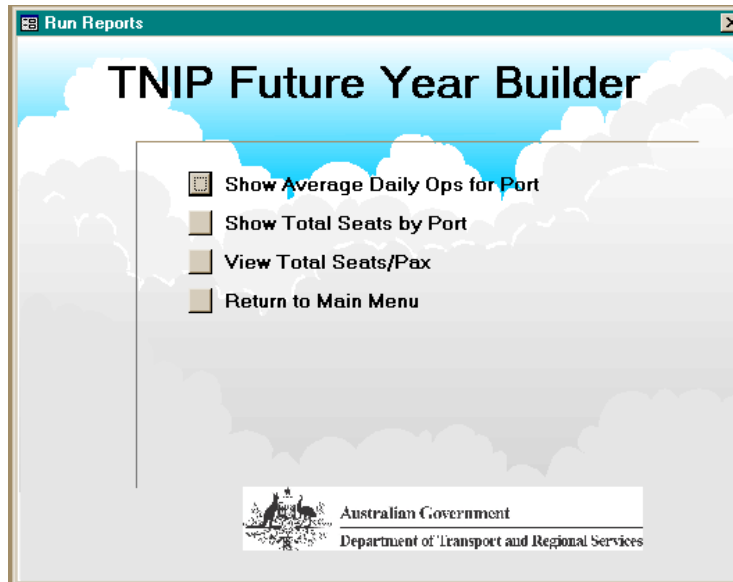 Run Reports
TNIP Future Year Builder
Show Average Daily Ops for Port
Show Total Seats by Port
View Total Seats/Pax
Return to Main Menu
Australian Government
Department of Transport and Regional Services